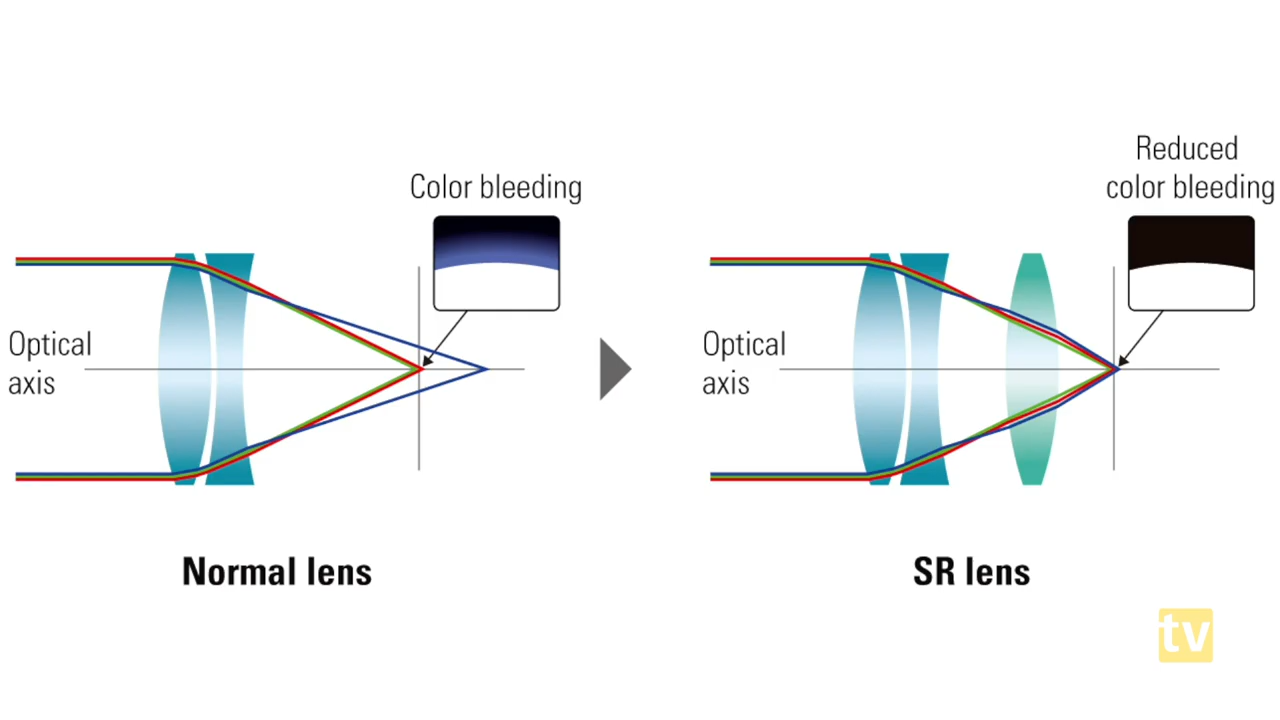 Color bleeding
Optical
axis
Normal lens
Reduced
color bleeding
Optical
axis
SR lens
tv